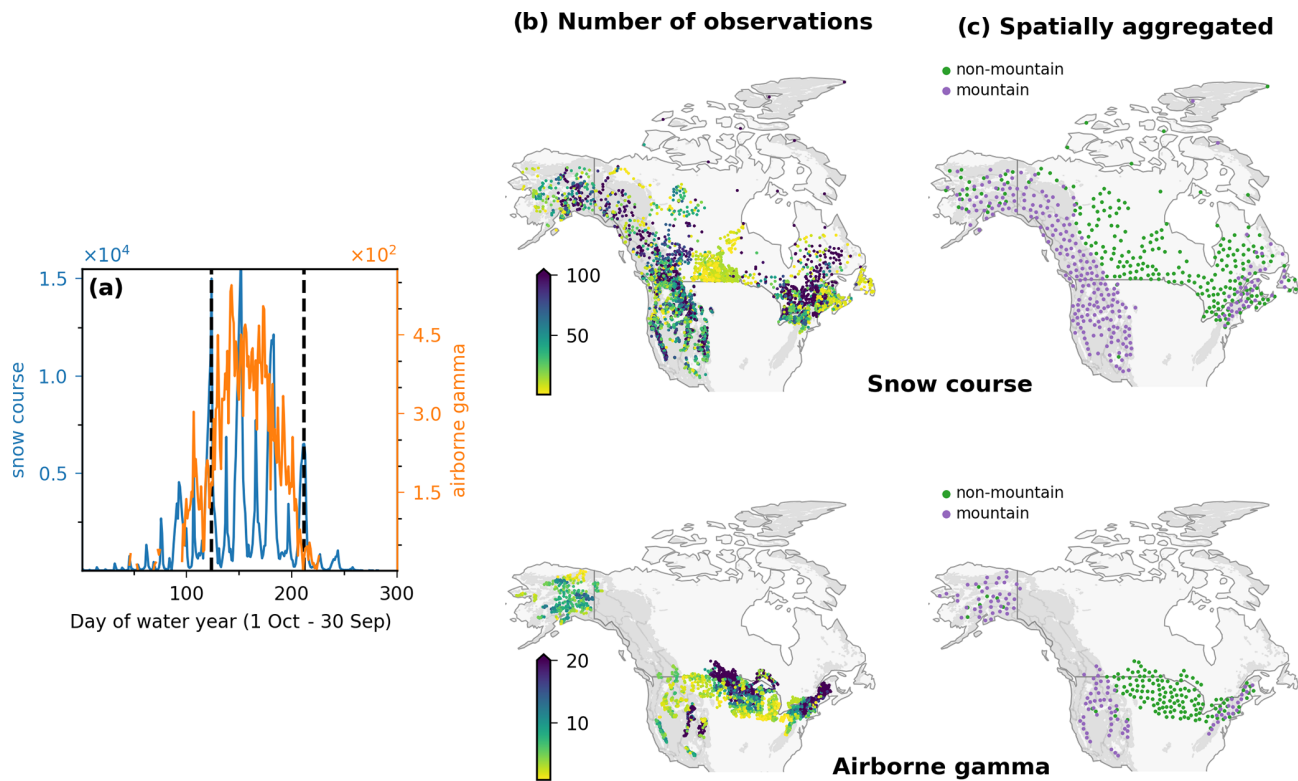 (b) Number of observations
(c) Spatially aggregated
non-mountain
mountain
×10⁴
×10²
(a)
1.5
1.0
0.5
4.5
3.0
1.5
snow course
airborne gamma
100
200
300
Day of water year (1 Oct - 30 Sep)
100
50
Snow course
non-mountain
mountain
20
10
Airborne gamma